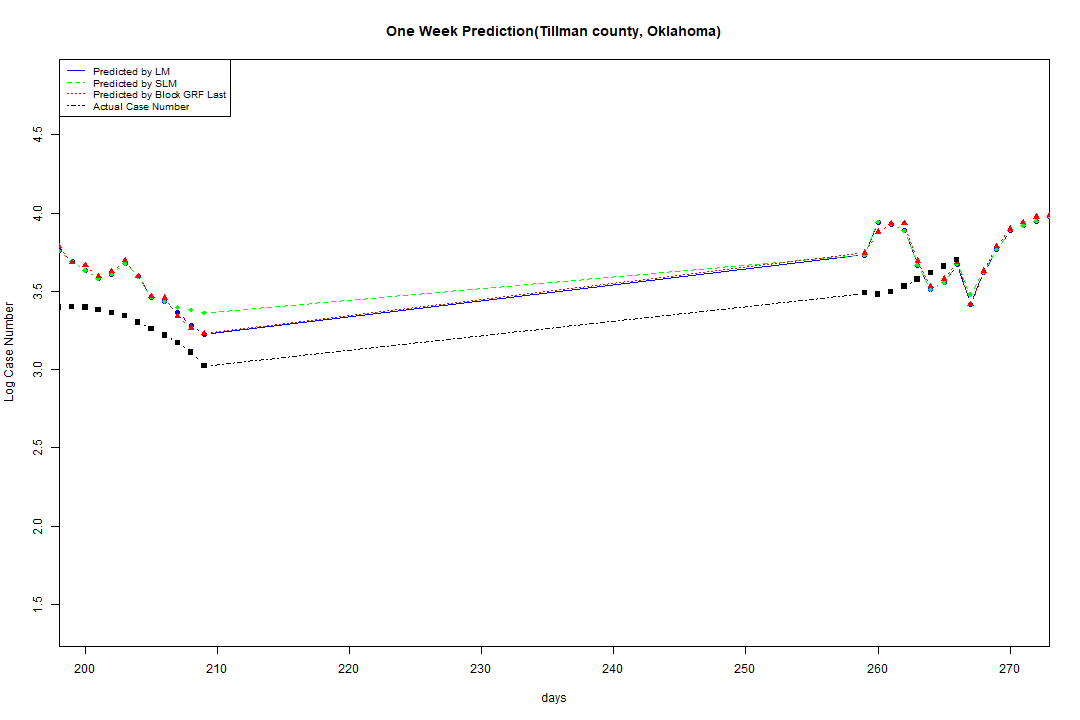 One Week Prediction(Tillman county, Oklahoma)
Predicted by LM
Predicted by SLM
Predicted by Block GRF Last
Actual Case Number
Log Case Number
4.5
4.0
3.5
3.0
2.5
2.0
1.5
200 210 220 230 240 250 260 270
days